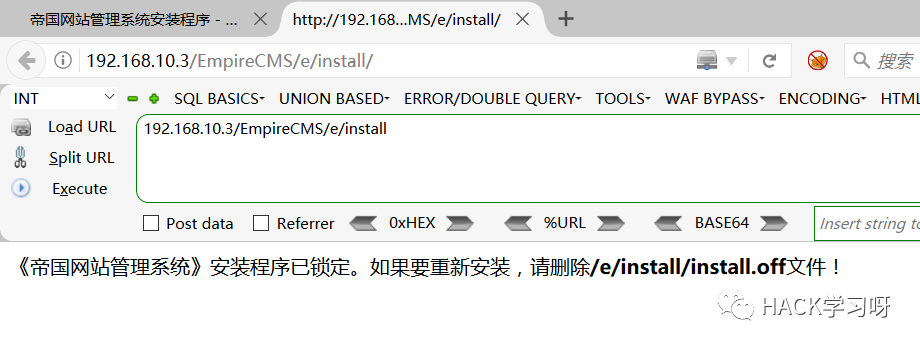 帝国网站管理系统安装程序 - ...
http://192.168...MS/e/install/
192.168.10.3/EmpireCMS/e/install/
搜索
INT
SQL BASICS
UNION BASED
ERROR/DOUBLE QUERY
TOOLS
WAF BYPASS
ENCODING
HTML
Load URL
192.168.10.3/EmpireCMS/e/install
Split URL
Execute
Post data
Referrer
0xHEX
%URL
BASE64
Insert string to
《帝国网站管理系统》安装程序已锁定。如果要重新安装，请删除/e/install/install.off文件！
HACK学习呀